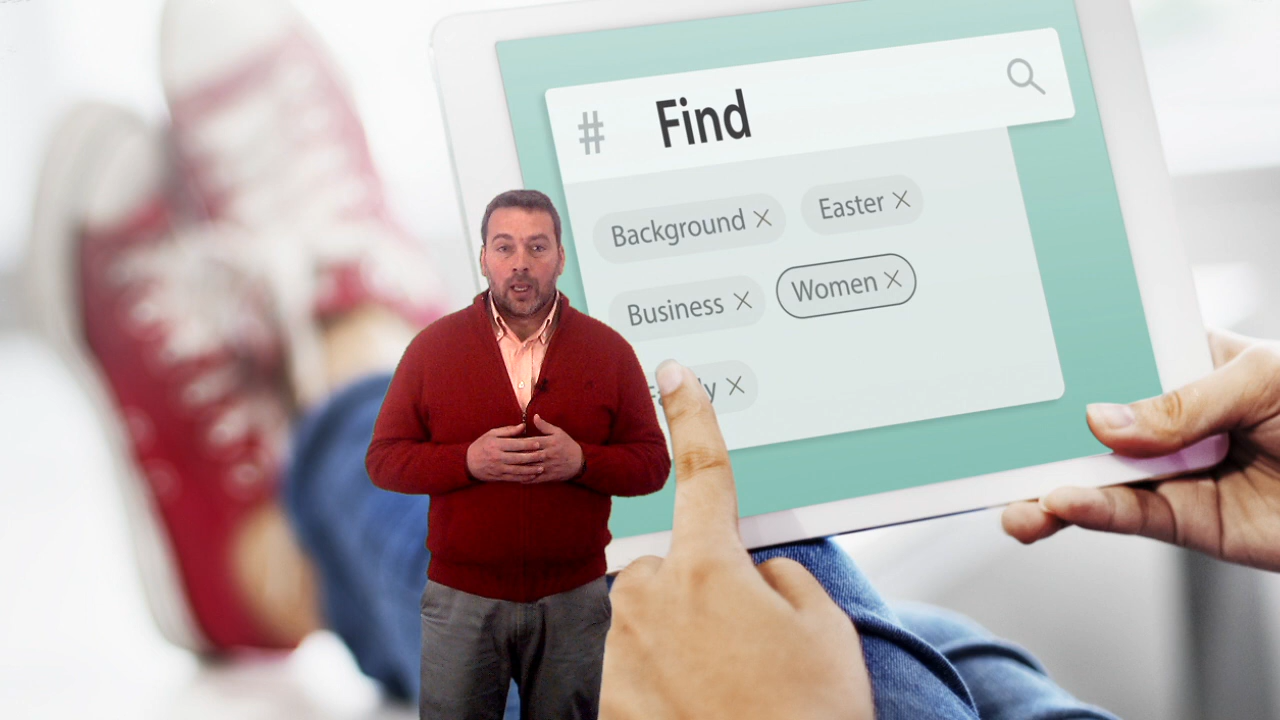 # Find
Background × Easter ×
Business × Women ×
×